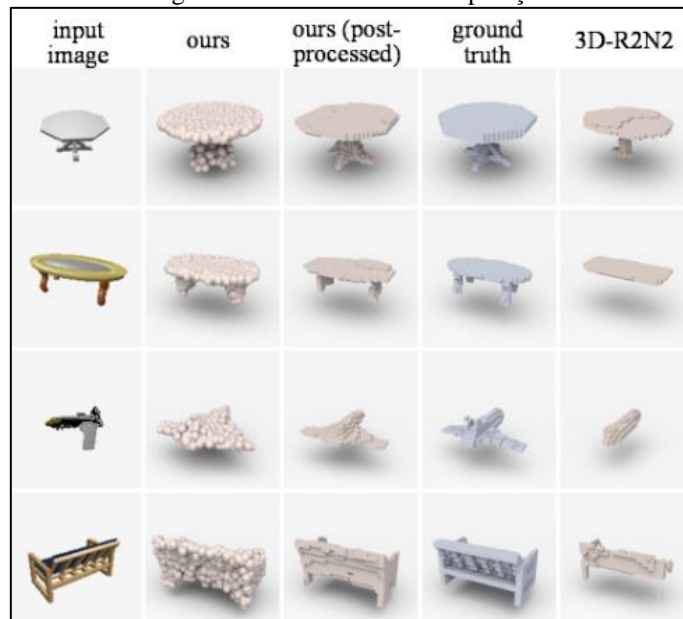 input image
ours
ours (post-processed)
ground truth
3D-R2N2